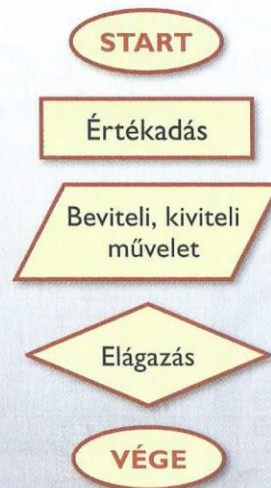 START
Értékadás
Beviteli, kiviteli
művelet
Elágazás
VÉGE